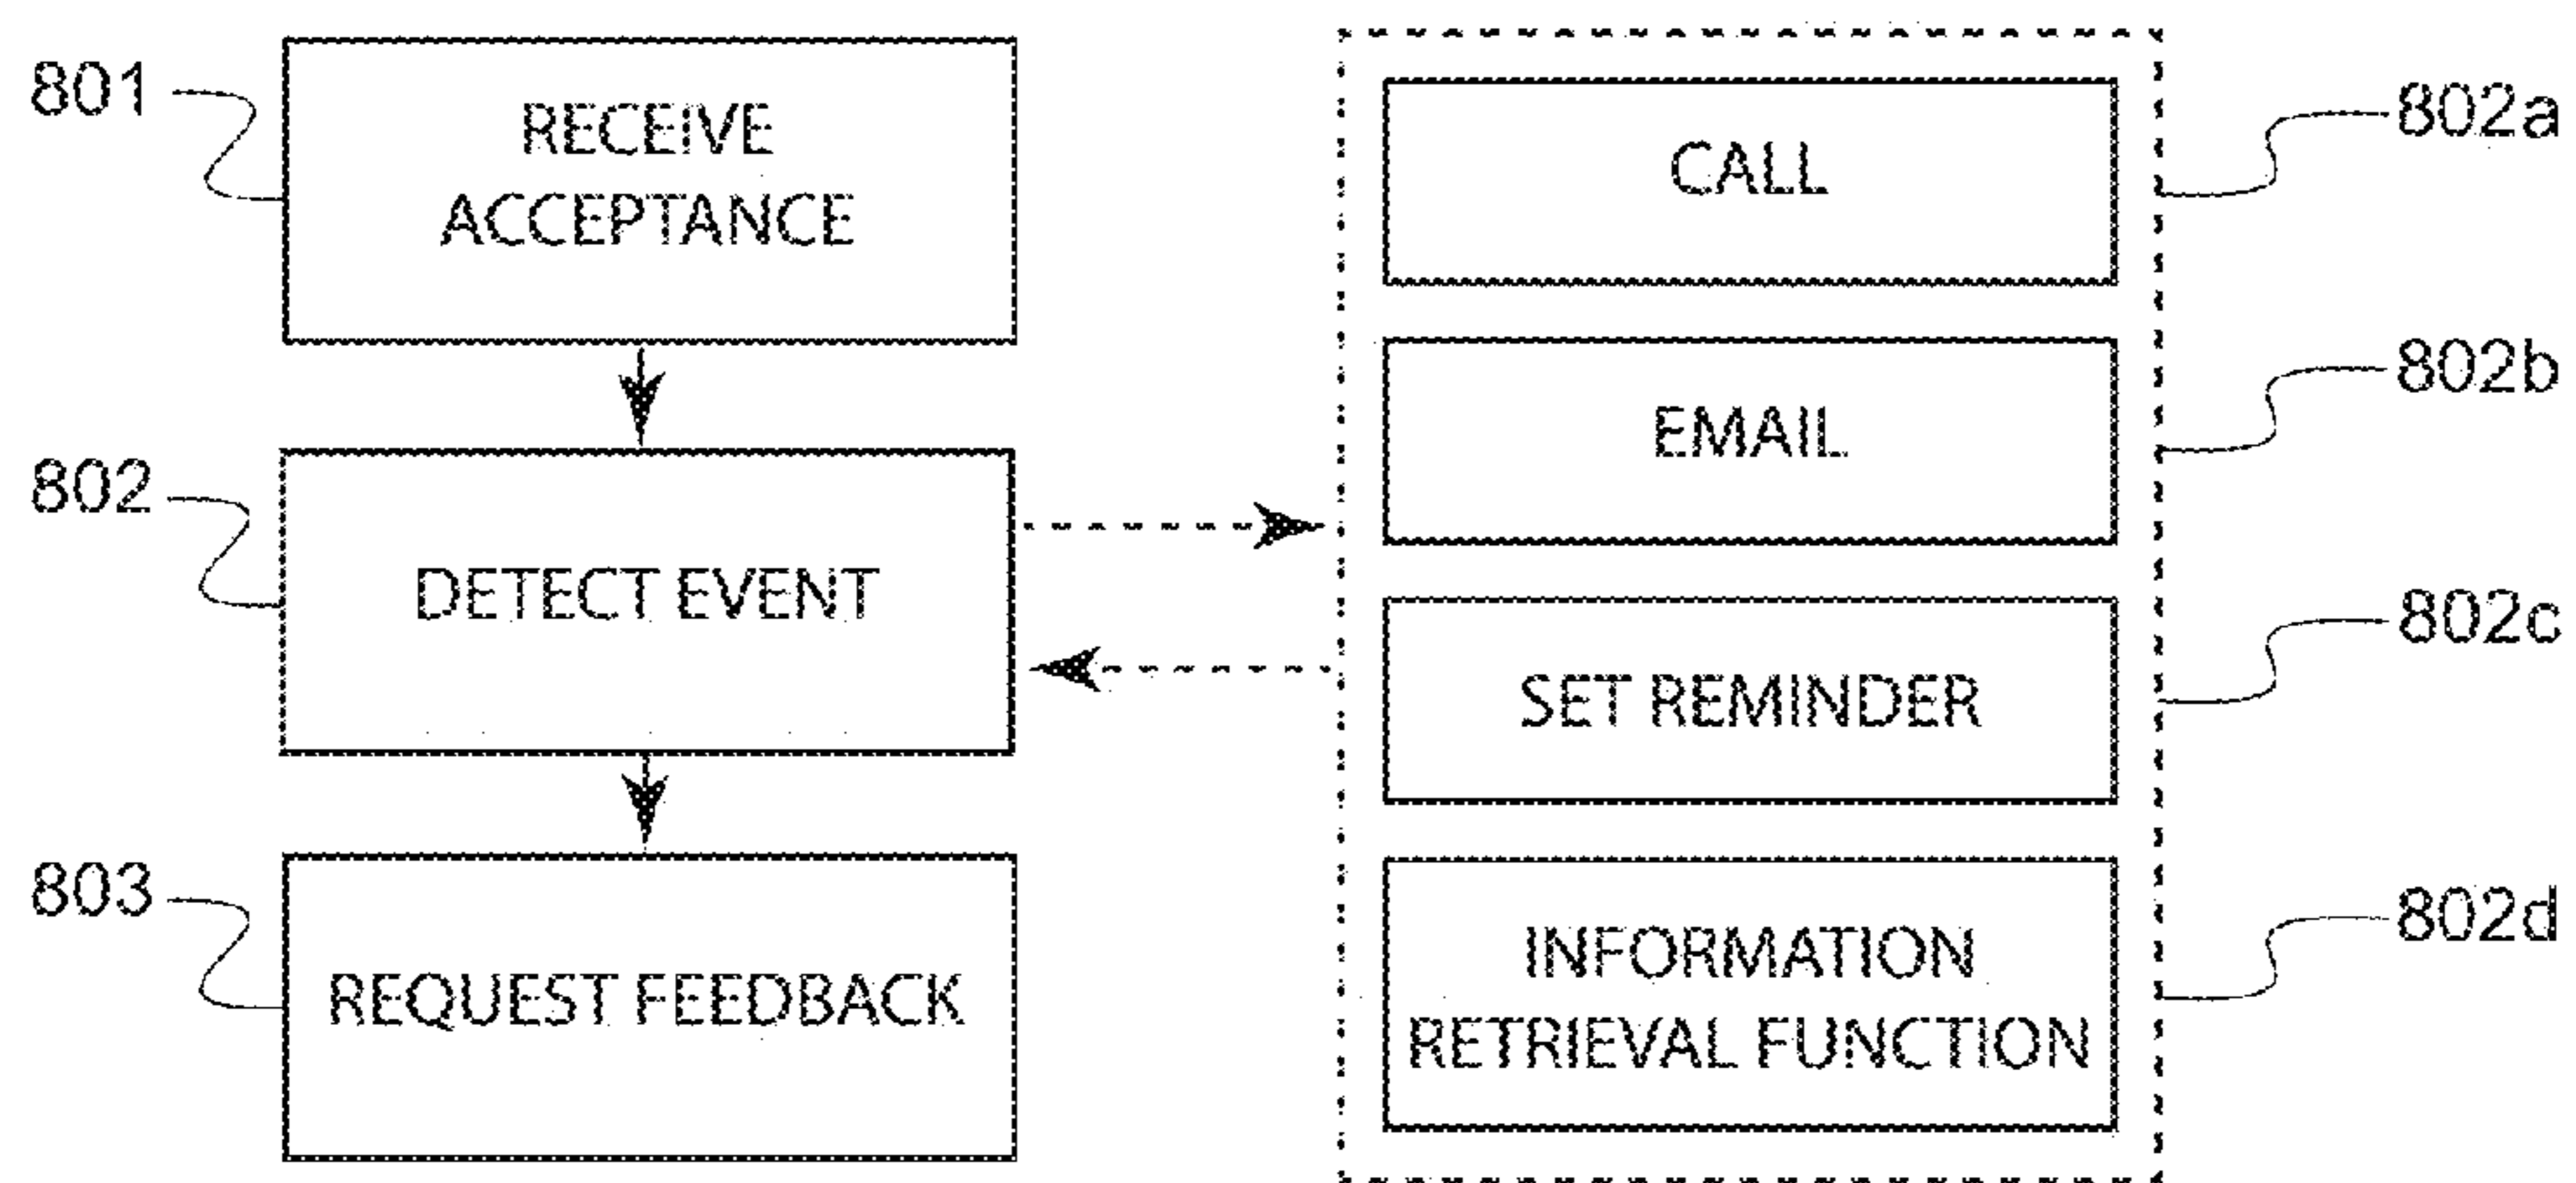 801
RECEIVE
ACCEPTANCE
802
DETECT EVENT
803
REQUEST FEEDBACK
CALL
802a
EMAIL
802b
SET REMINDER
802c
INFORMATION
RETRIEVAL FUNCTION
802d